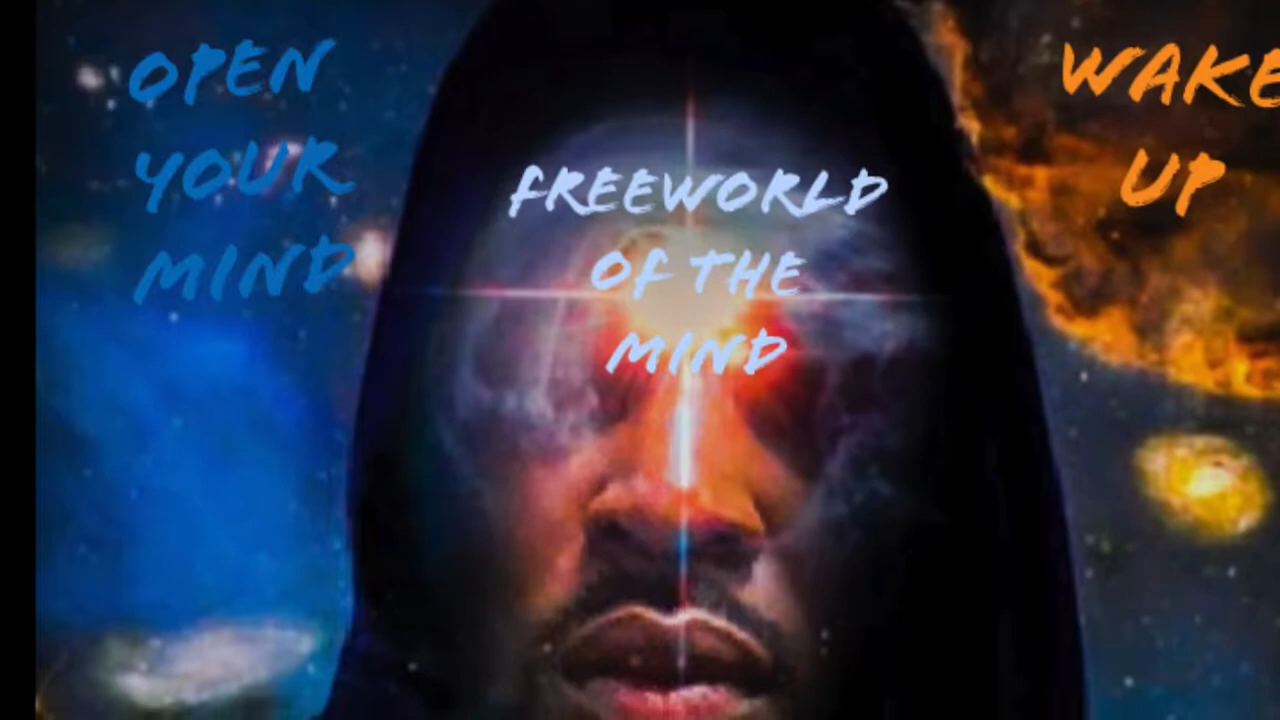 OPEN
YOUR
MIND
FREEWORLD
OF THE
MIND
WAKE
UP